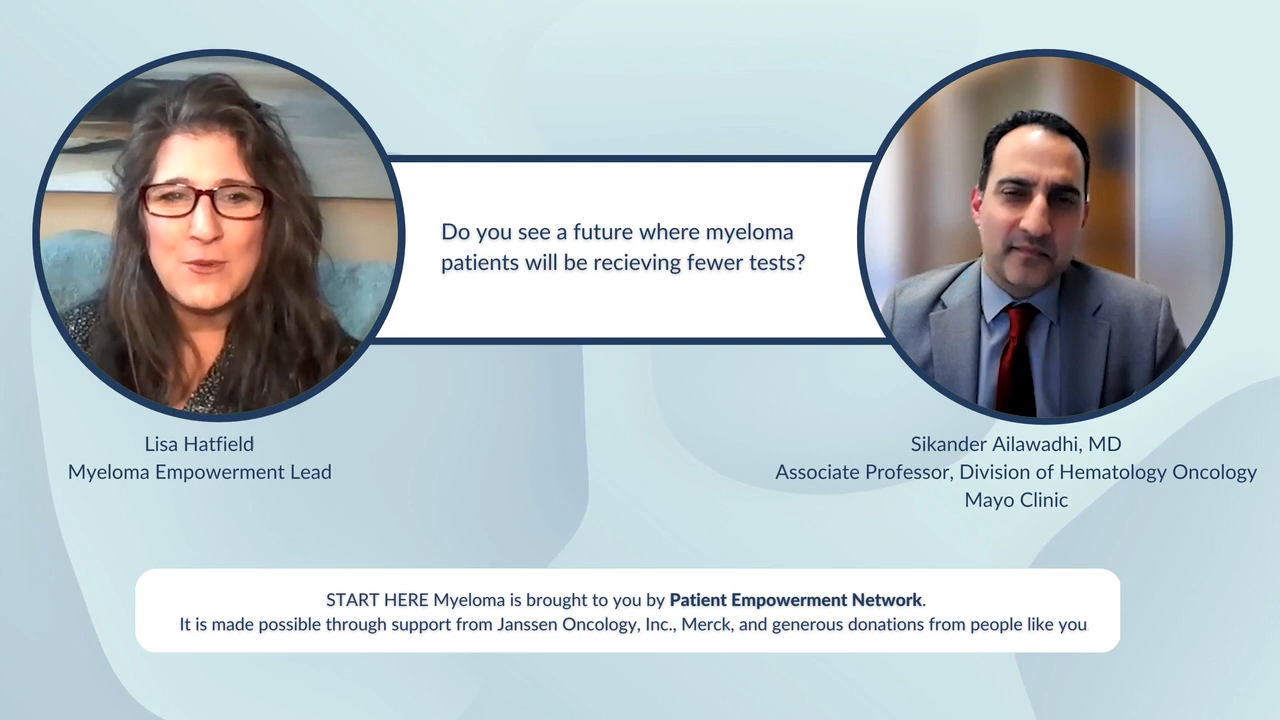 Do you see a future where myeloma
patients will be recieving fewer tests?
Lisa Hatfield
Myeloma Empowerment Lead
Sikander Ailawadhi, MD
Associate Professor, Division of Hematology Oncology
Mayo Clinic
START HERE Myeloma is brought to you by Patient Empowerment Network.
It is made possible through support from Janssen Oncology, Inc., Merck, and generous donations from people like you